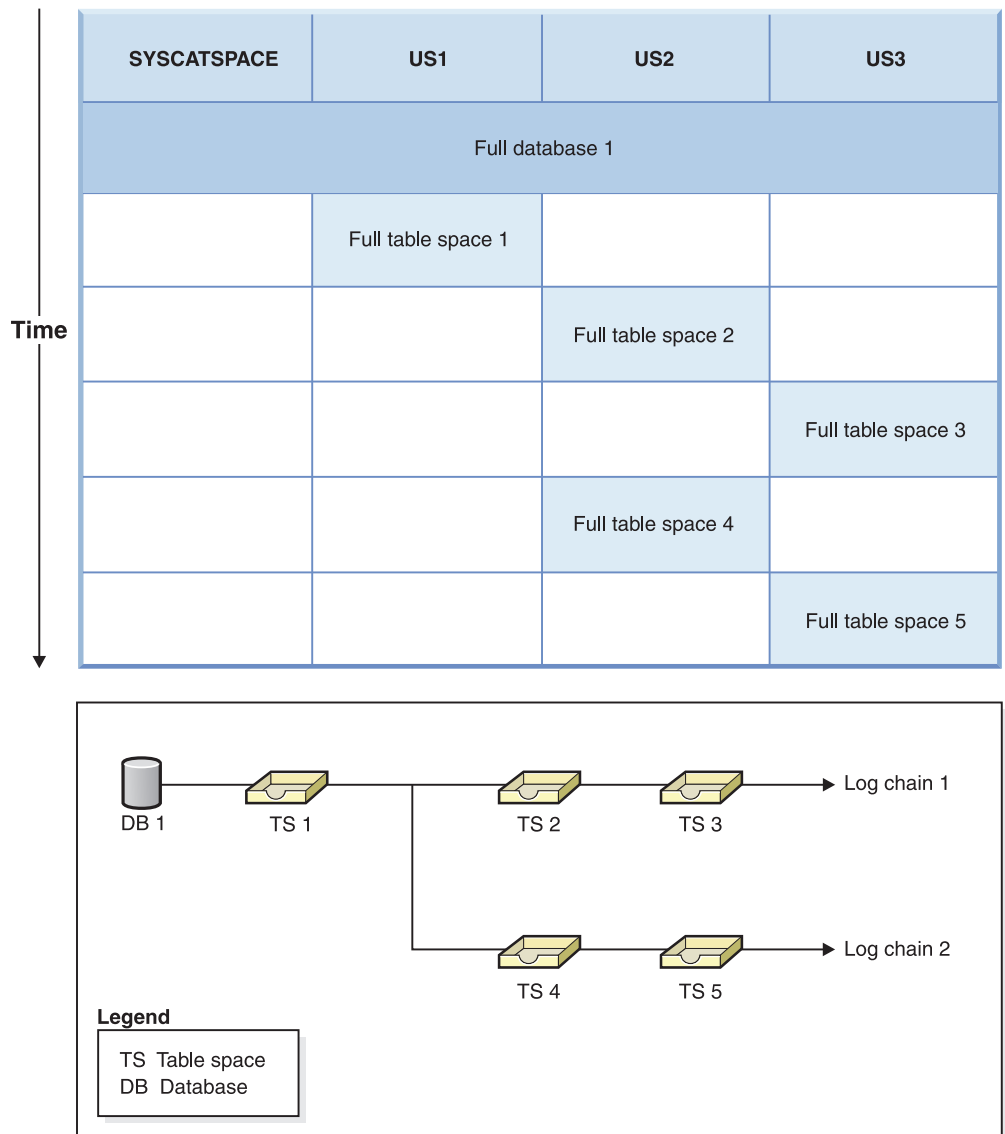 SYSCATSPACE US1 US2 US3
Full database 1
Full table space 1
Full table space 2
Time
Full table space 3
Full table space 4
Full table space 5
DB 1 TS 1 TS 2 TS 3 Log chain 1
TS 4 TS 5 Log chain 2
Legend
TS Table space
DB Database